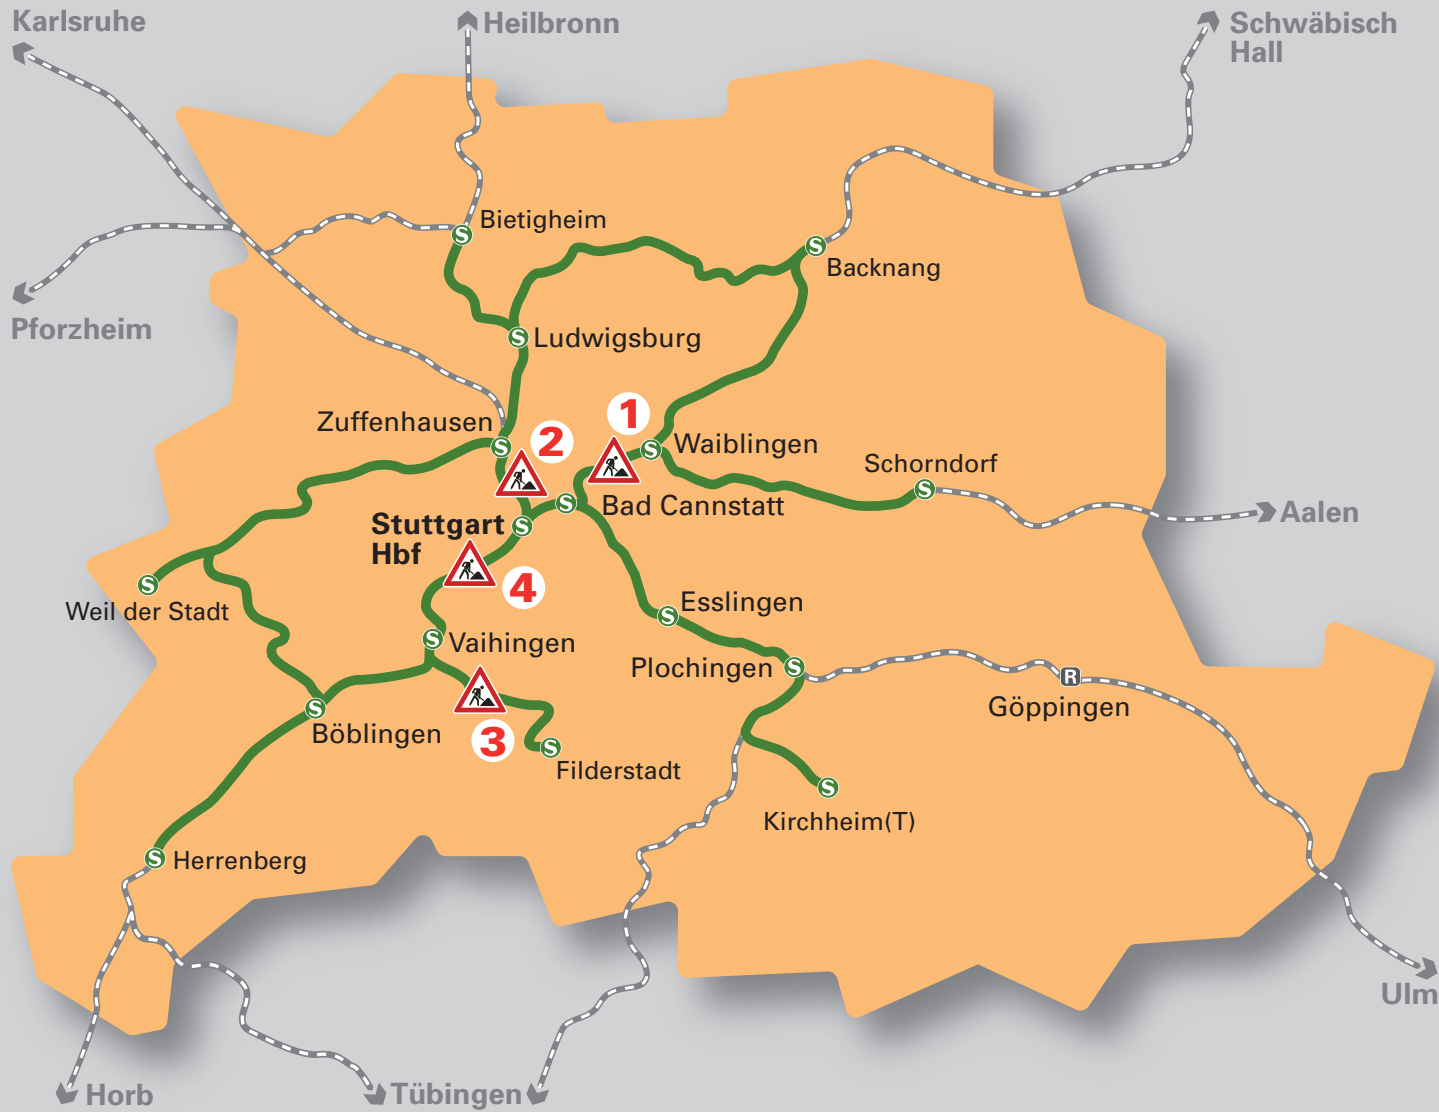 Karlsruhe
Heilbronn
Schwäbisch
Hall
S
Bietigheim
S
Backnang
Pforzheim
S
Ludwigsburg
1
Zuffenhausen
S
2
S
Waiblingen
Schorndorf
S
S
Bad Cannstatt
Aalen
Stuttgart
Hbf
S
4
S
Weil der Stadt
Esslingen
S
S
Vaihingen
Plochingen
S
R
Göppingen
S
Böblingen
3
S
Filderstadt
S
Kirchheim(T)
S
Herrenberg
Ulm
Horb
Tübingen